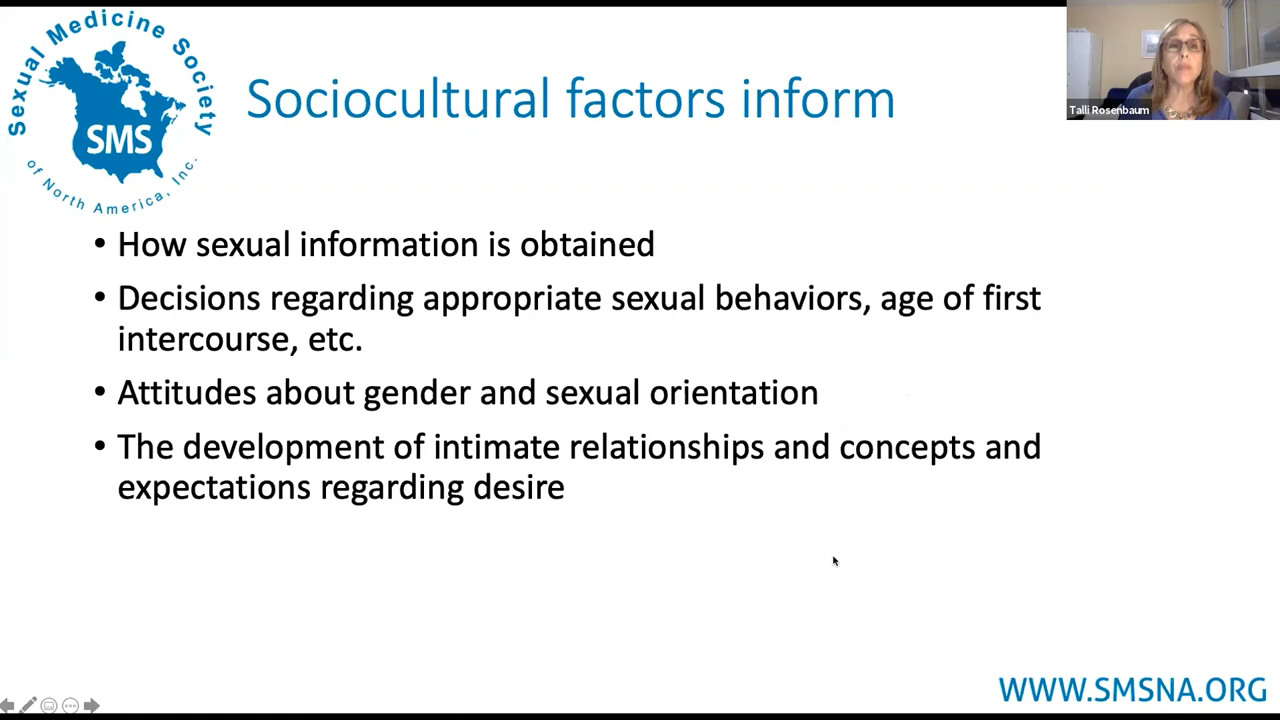 Sexual Medicine Society
SMS
of North America, Inc.
Sociocultural factors inform
Talli Rosenbaum
• How sexual information is obtained
• Decisions regarding appropriate sexual behaviors, age of first
intercourse, etc.
• Attitudes about gender and sexual orientation
• The development of intimate relationships and concepts and
expectations regarding desire
WWW.SMSNA.ORG